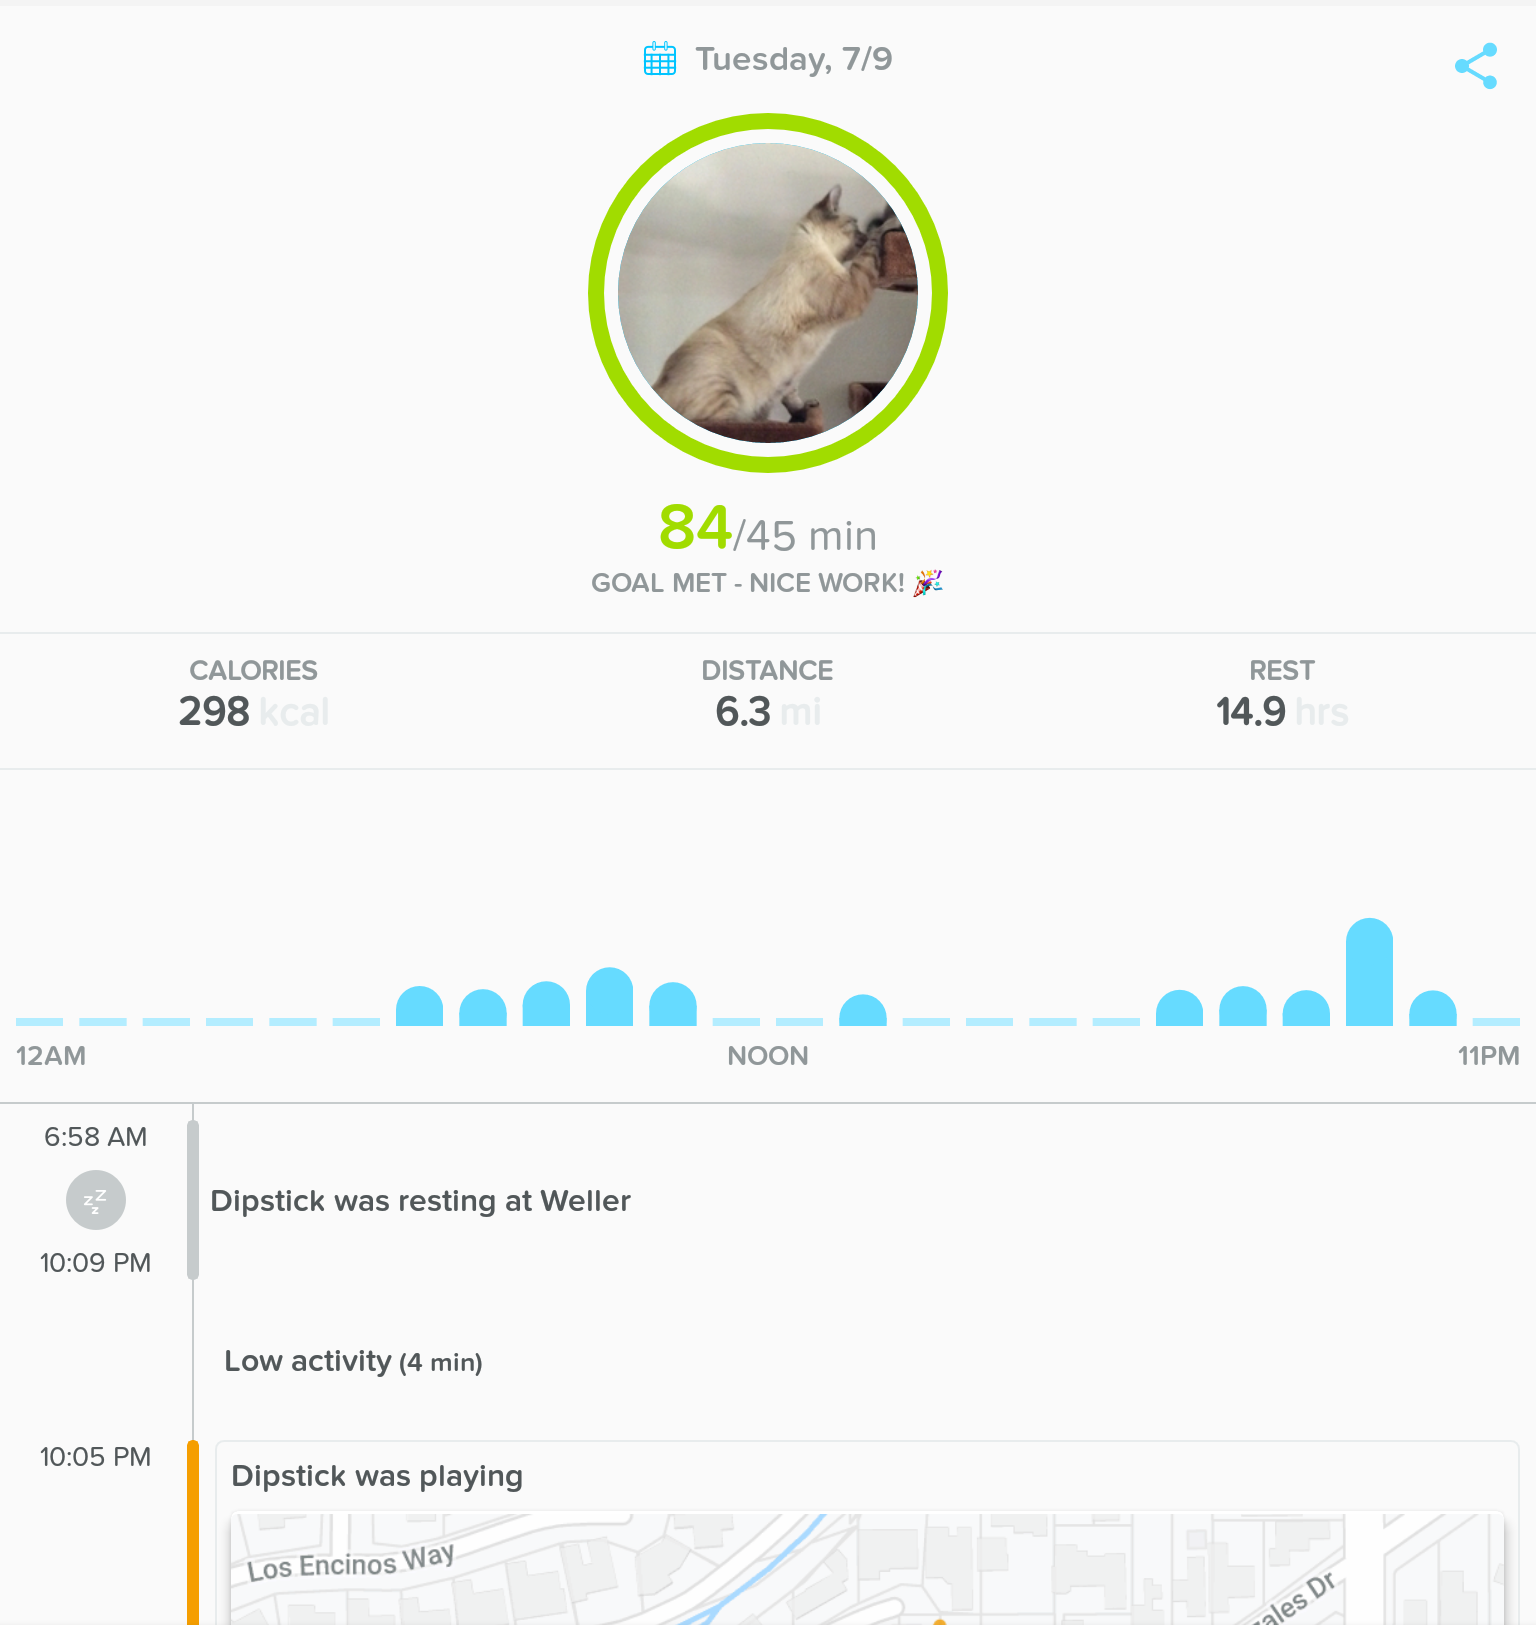 Tuesday, 7/9
84/45 min
GOAL MET - NICE WORK! 🎉
CALORIES DISTANCE REST
298 kcal 6.3 mi 14.9 hrs
12AM NOON 11PM
6:58 AM
zzz
Dipstick was resting at Weller
10:09 PM
Low activity (4 min)
10:05 PM
Dipstick was playing
Los Encinos Way
ales Dr